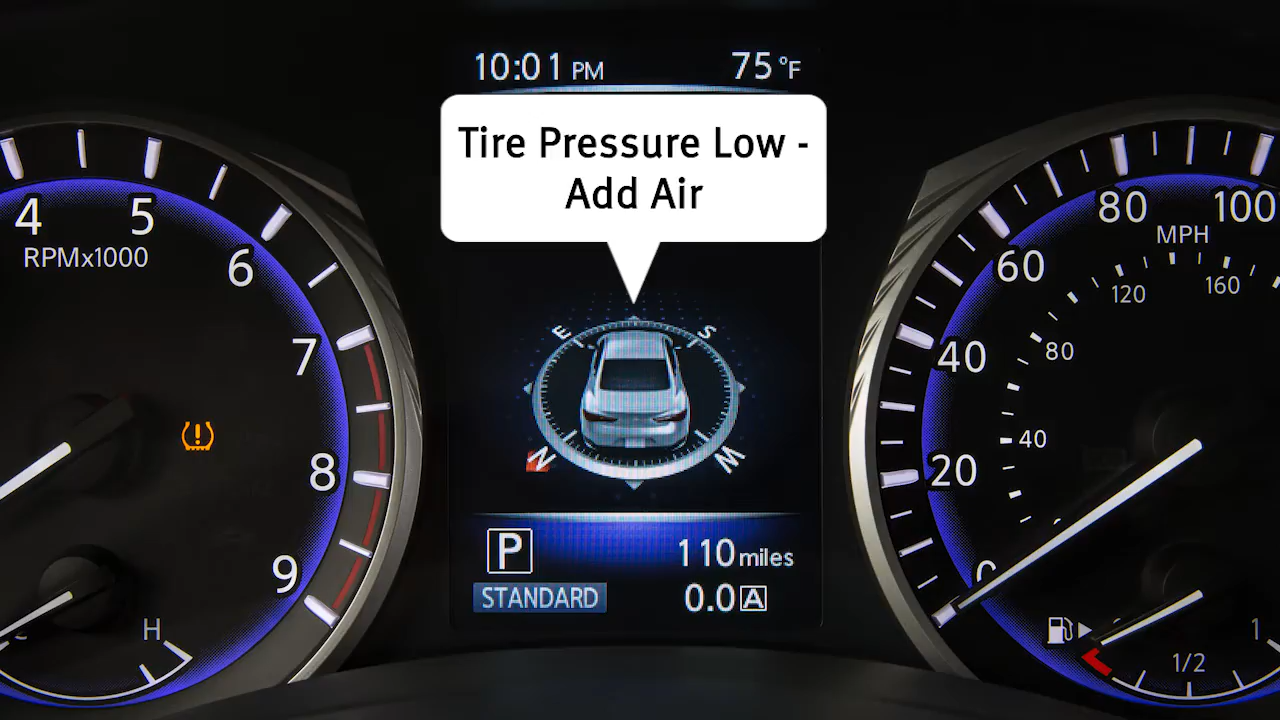 10:01 PM 75 °F
Tire Pressure Low -
Add Air
4 5 6 7 8 9
RPMx1000
H
E S
N W
P 110 miles
STANDARD 0.0 A
0 20 40 60 80 100
MPH
40 80 120 160
1/2 1